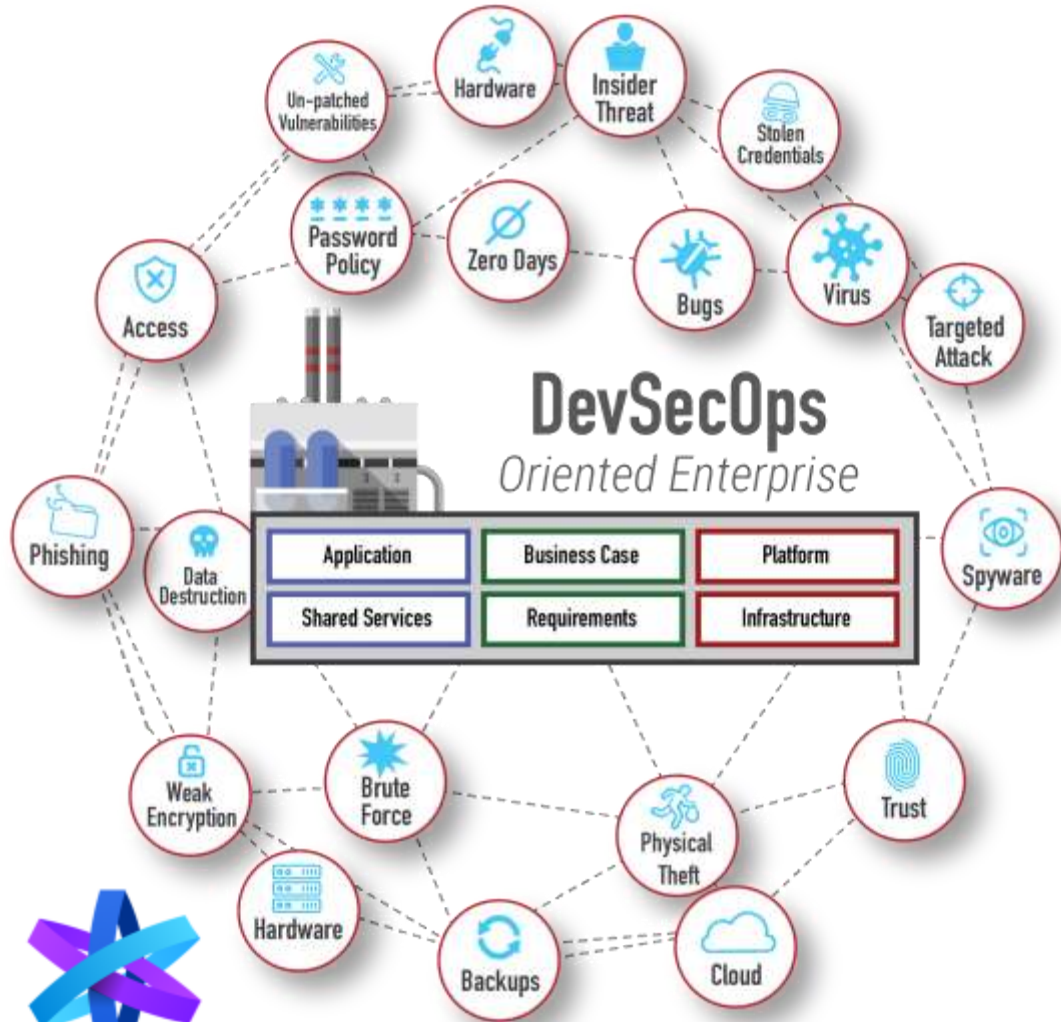 Hardware
Insider
Threat
Un-patched
Vulnerabilities
Stolen
Credentials
Password
Policy
Zero Days
Bugs
Virus
Access
Targeted
Attack
DevSecOps
Oriented Enterprise
Phishing
Data
Destruction
Application
Business Case
Platform
Shared Services
Requirements
Infrastructure
Spyware
Weak
Encryption
Brute
Force
Physical
Theft
Trust
Hardware
Backups
Cloud